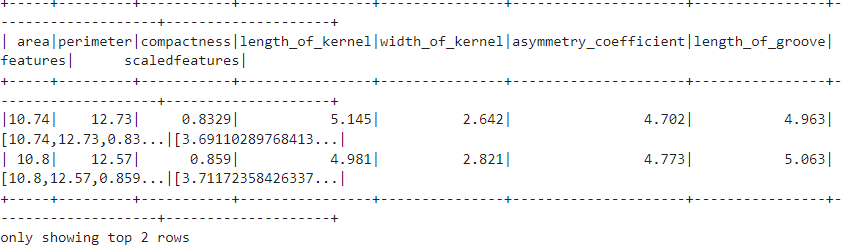 +-----+---------+-----------+----------------+---------------+---------------------+----------------+-
-------------------+--------------------+
| area|perimeter|compactness|length_of_kernel|width_of_kernel|asymmetry_coefficient|length_of_groove|
features|      scaledfeatures|
+-----+---------+-----------+----------------+---------------+---------------------+----------------+-
-------------------+--------------------+
|10.74|    12.73|     0.8329|           5.145|          2.642|                4.702|           4.963|
[10.74,12.73,0.83...|[3.69110289768413...|
| 10.8|    12.57|      0.859|           4.981|          2.821|                4.773|           5.063|
[10.8,12.57,0.859...|[3.71172358426337...|
+-----+---------+-----------+----------------+---------------+---------------------+----------------+-
-------------------+--------------------+
only showing top 2 rows